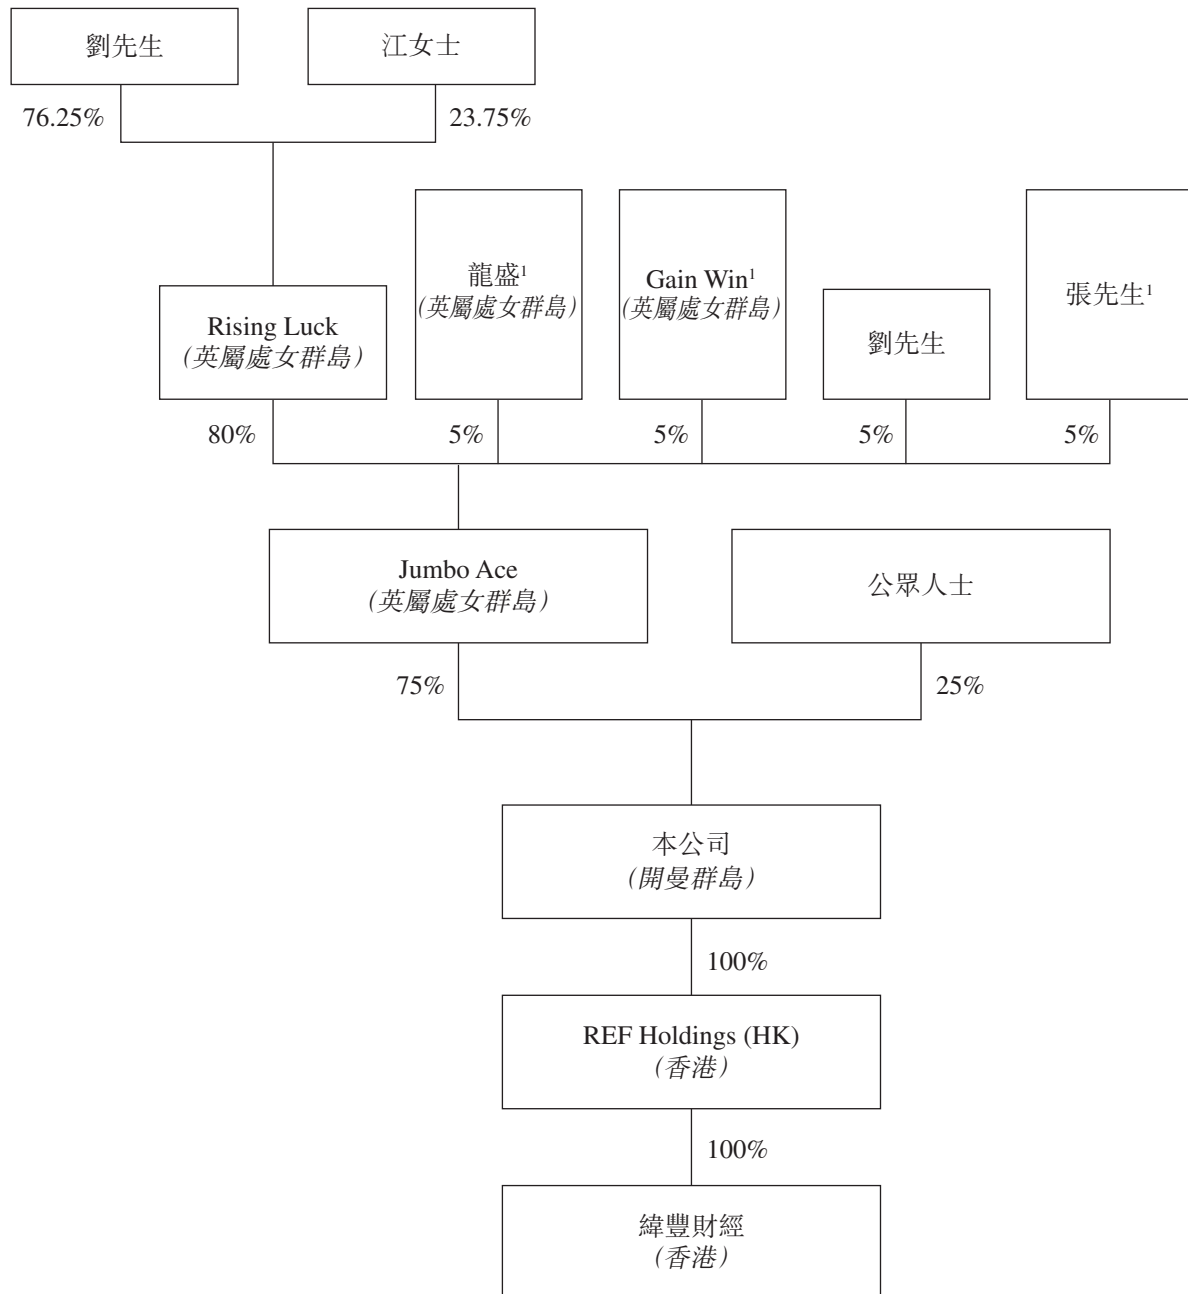 劉先生
江女士
76.25%
23.75%
龍盛¹
(英屬處女群島)
Gain Win¹
(英屬處女群島)
張先生¹
Rising Luck
(英屬處女群島)
劉先生
80%
5%
5%
5%
5%
Jumbo Ace
(英屬處女群島)
公眾人士
75%
25%
本公司
(開曼群島)
100%
REF Holdings (HK)
(香港)
100%
緯豐財經
(香港)